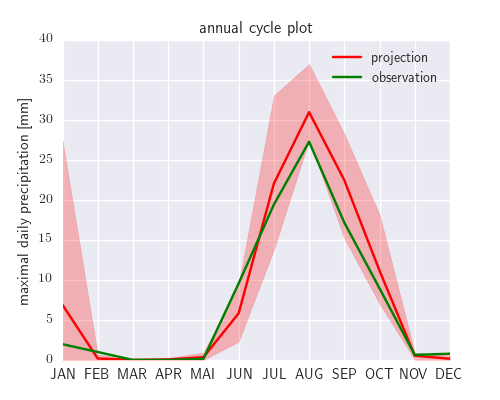 annual cycle plot
projection
observation
maximal daily precipitation [mm]
40
35
30
25
20
15
10
5
0
JAN FEB MAR APR MAI JUN JUL AUG SEP OCT NOV DEC